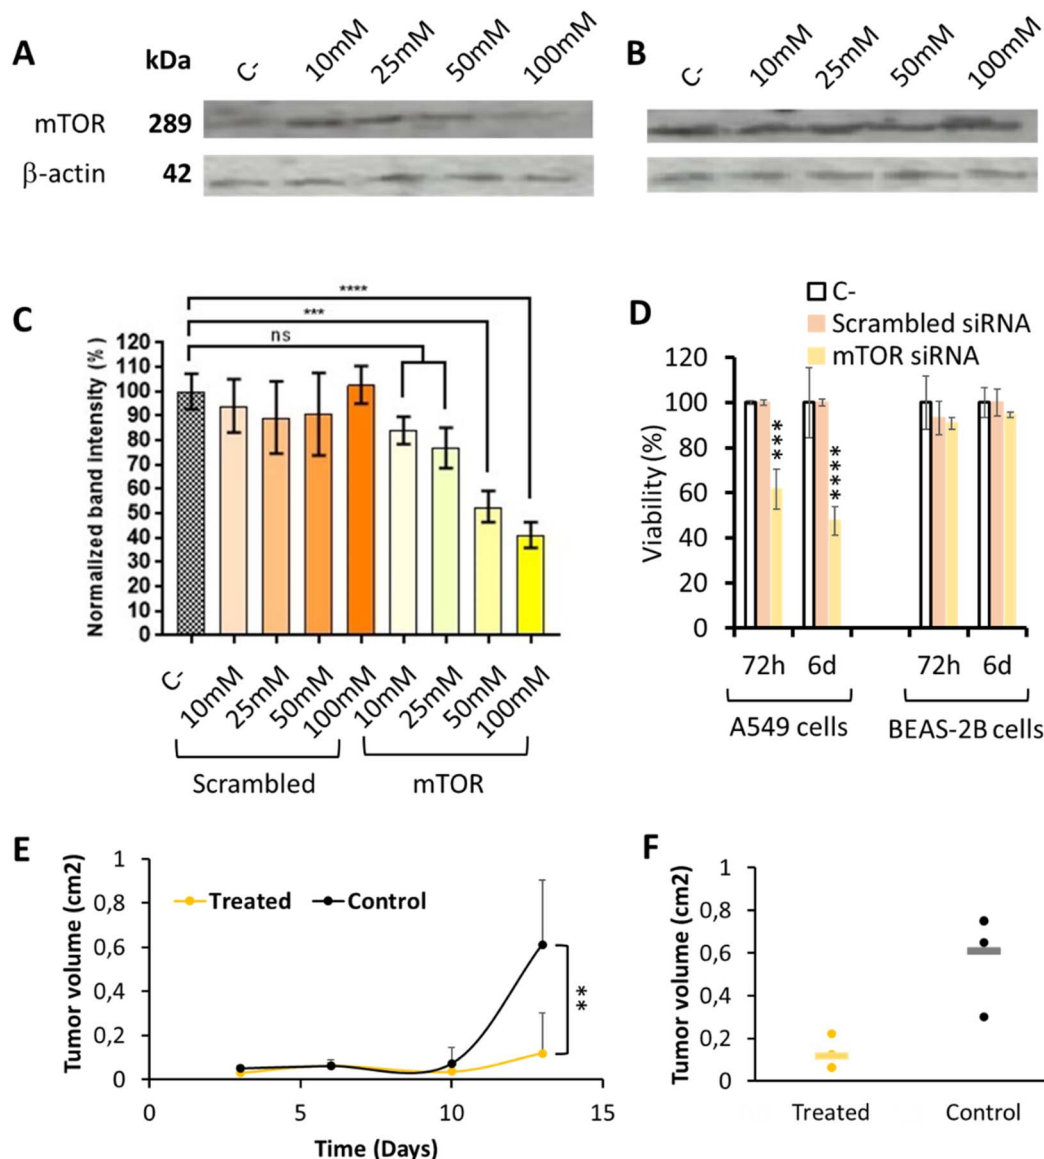 A
kDa
C-
10mM
25mM
50mM
100mM
mTOR
289
β-actin
42
B
C-
10mM
25mM
50mM
100mM
C
Normalized band intensity (%)
120
110
100
90
80
70
60
50
40
30
20
10
0
****
***
ns
C-
10mM
25mM
50mM
100mM
10mM
25mM
50mM
100mM
Scrambled
mTOR
D
C-
Scrambled siRNA
mTOR siRNA
Viability (%)
120
100
80
60
40
20
0
***
****
72h
6d
72h
6d
A549 cells
BEAS-2B cells
E
Tumor volume (cm2)
1
0,8
0,6
0,4
0,2
0
Treated
Control
**
0
5
10
15
Time (Days)
F
Tumor volume (cm2)
1
0,8
0,6
0,4
0,2
0
Treated
Control